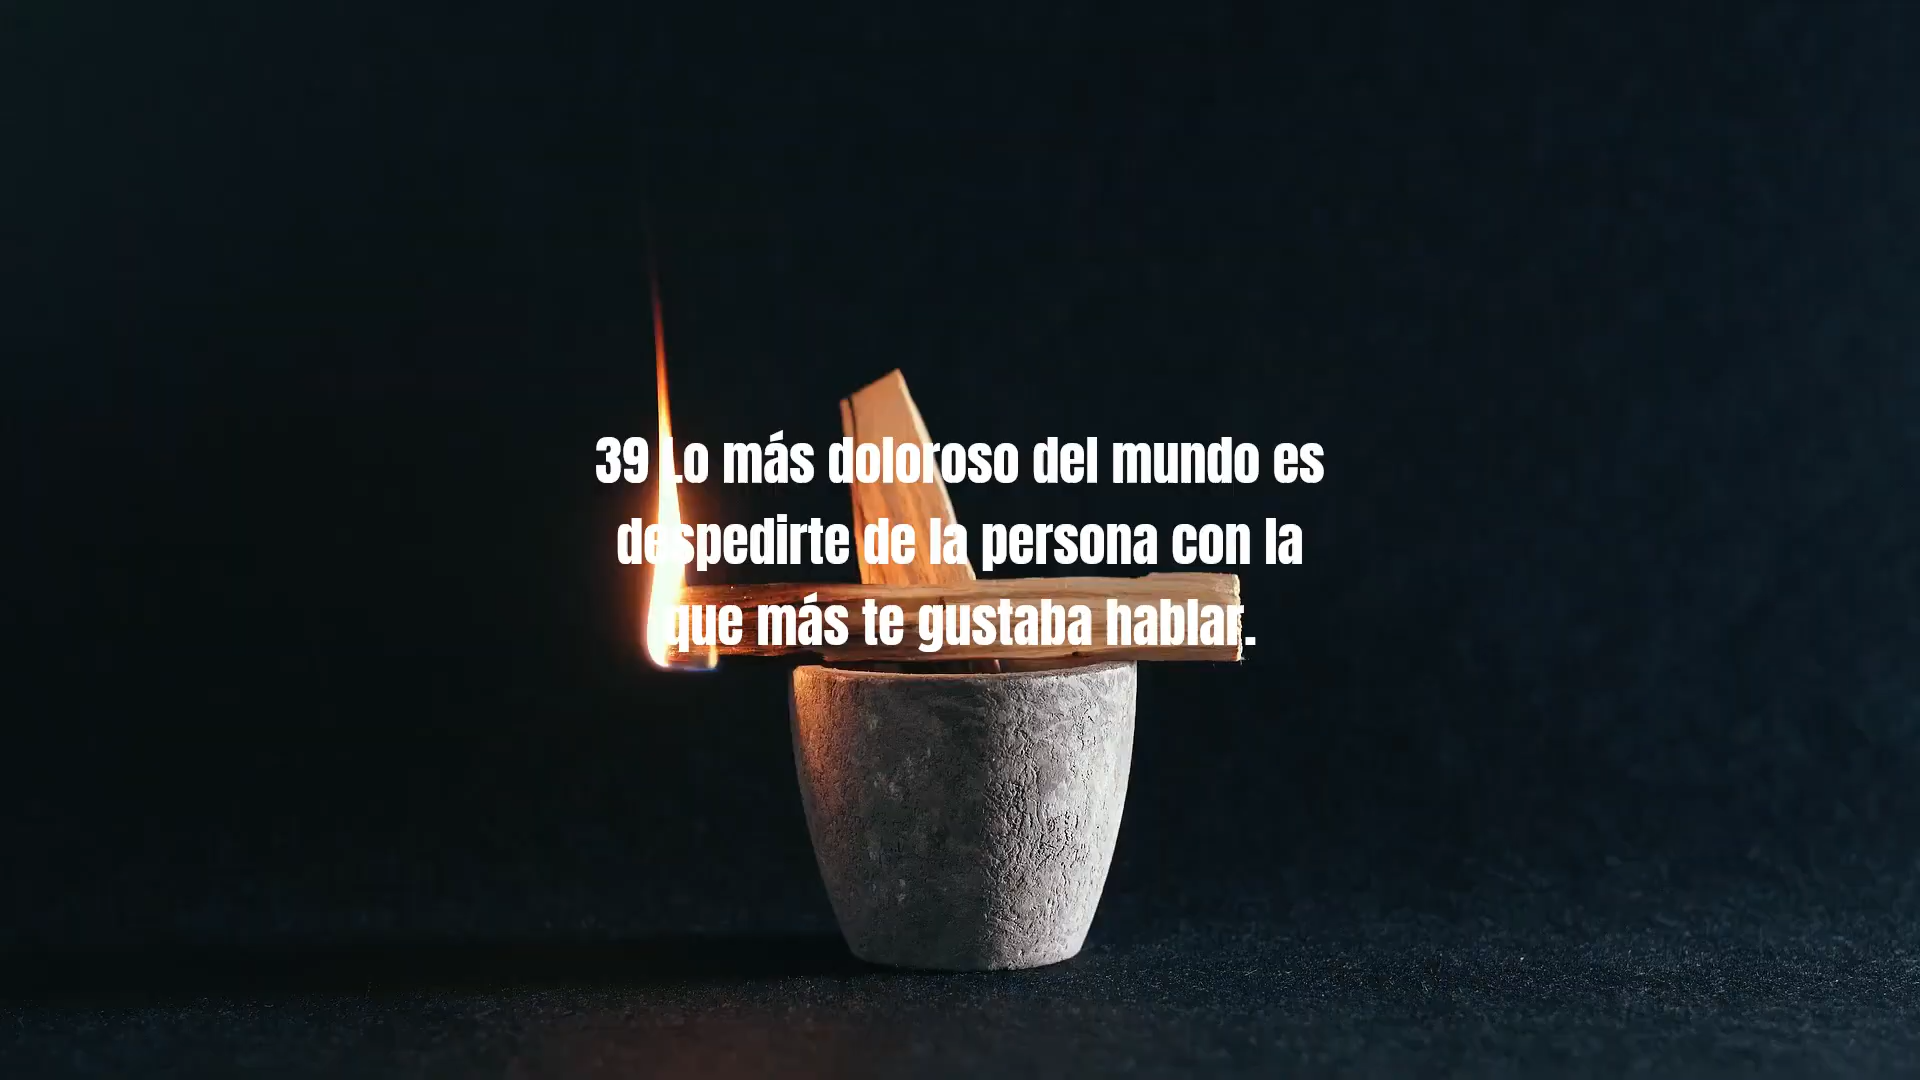 39 Lo más doloroso del mundo es
despedirte de la persona con la
que más te gustaba hablar.